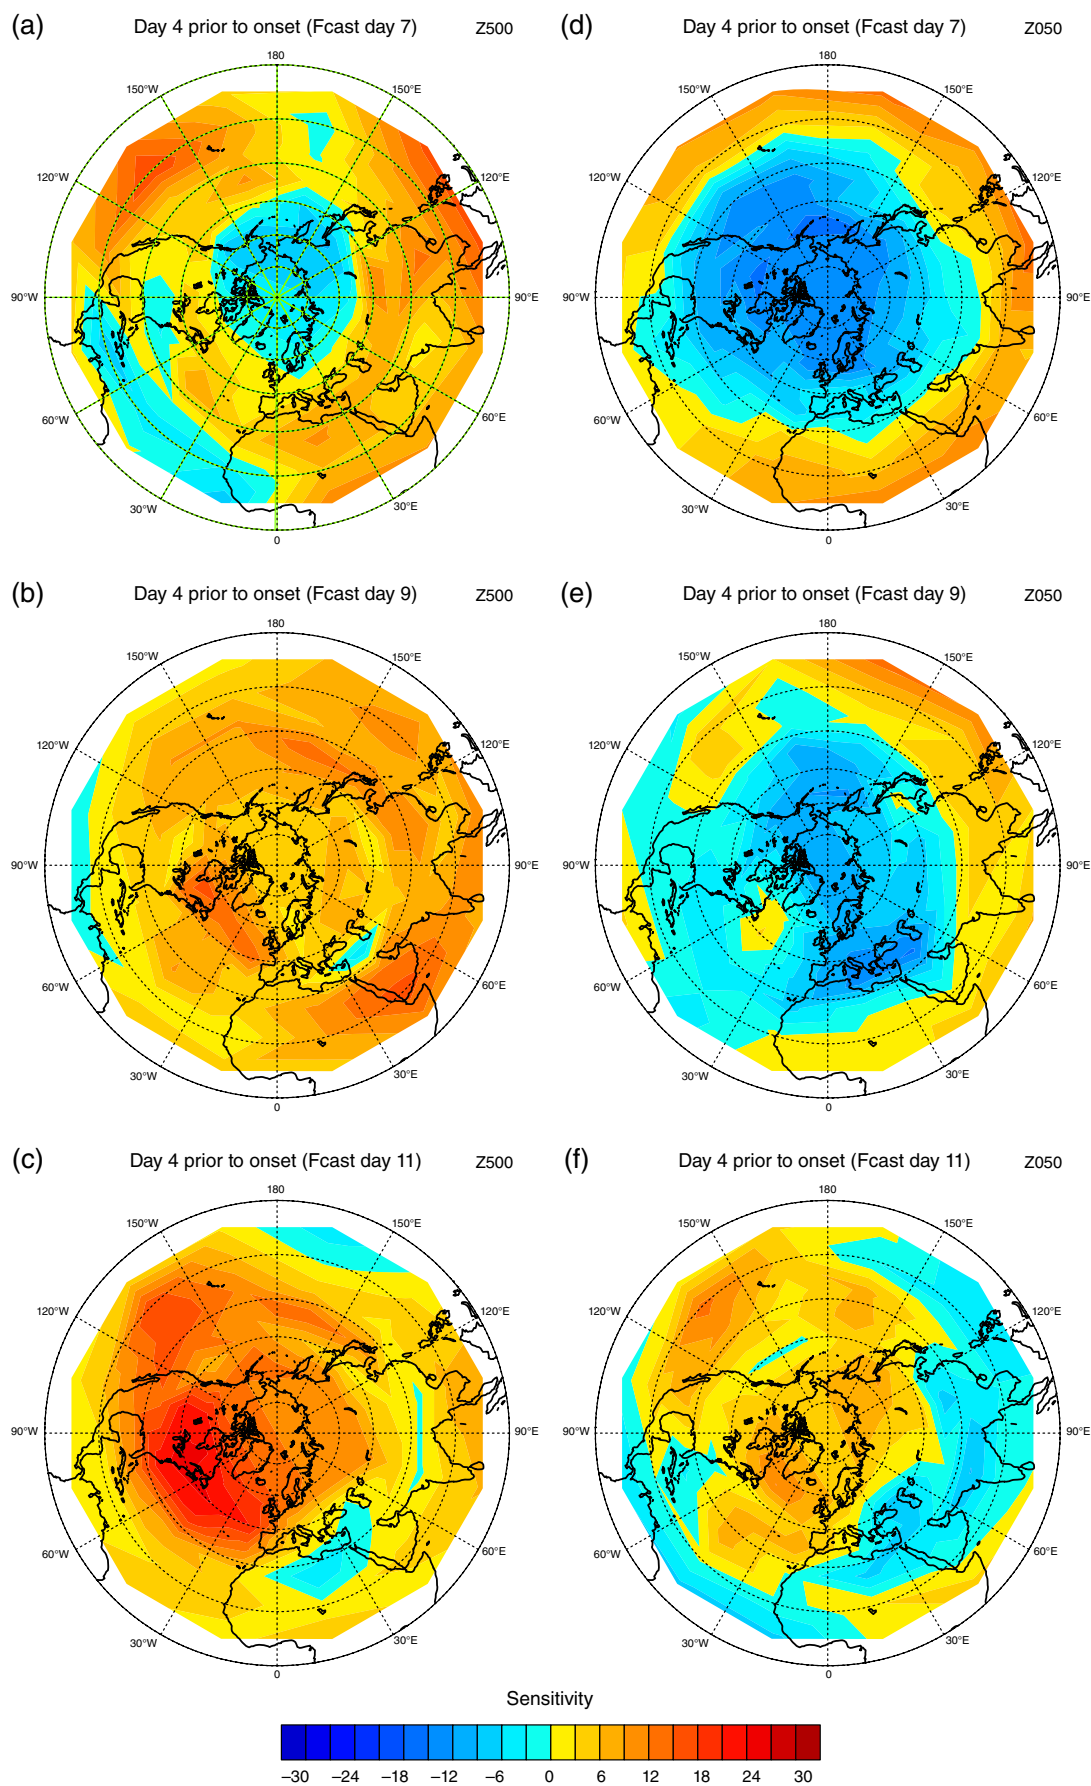 (a) Day 4 prior to onset (Fcast day 7) Z500
180
150°W 150°E
120°W 120°E
90°W 90°E
60°W 60°E
30°W 30°E
0
(d) Day 4 prior to onset (Fcast day 7) Z050
180
150°W 150°E
120°W 120°E
90°W 90°E
60°W 60°E
30°W 30°E
0
(b) Day 4 prior to onset (Fcast day 9) Z500
180
150°W 150°E
120°W 120°E
90°W 90°E
60°W 60°E
30°W 30°E
0
(e) Day 4 prior to onset (Fcast day 9) Z050
180
150°W 150°E
120°W 120°E
90°W 90°E
60°W 60°E
30°W 30°E
0
(c) Day 4 prior to onset (Fcast day 11) Z500
180
150°W 150°E
120°W 120°E
90°W 90°E
60°W 60°E
30°W 30°E
0
(f) Day 4 prior to onset (Fcast day 11) Z050
180
150°W 150°E
120°W 120°E
90°W 90°E
60°W 60°E
30°W 30°E
0
Sensitivity
−30 −24 −18 −12 −6 0 6 12 18 24 30